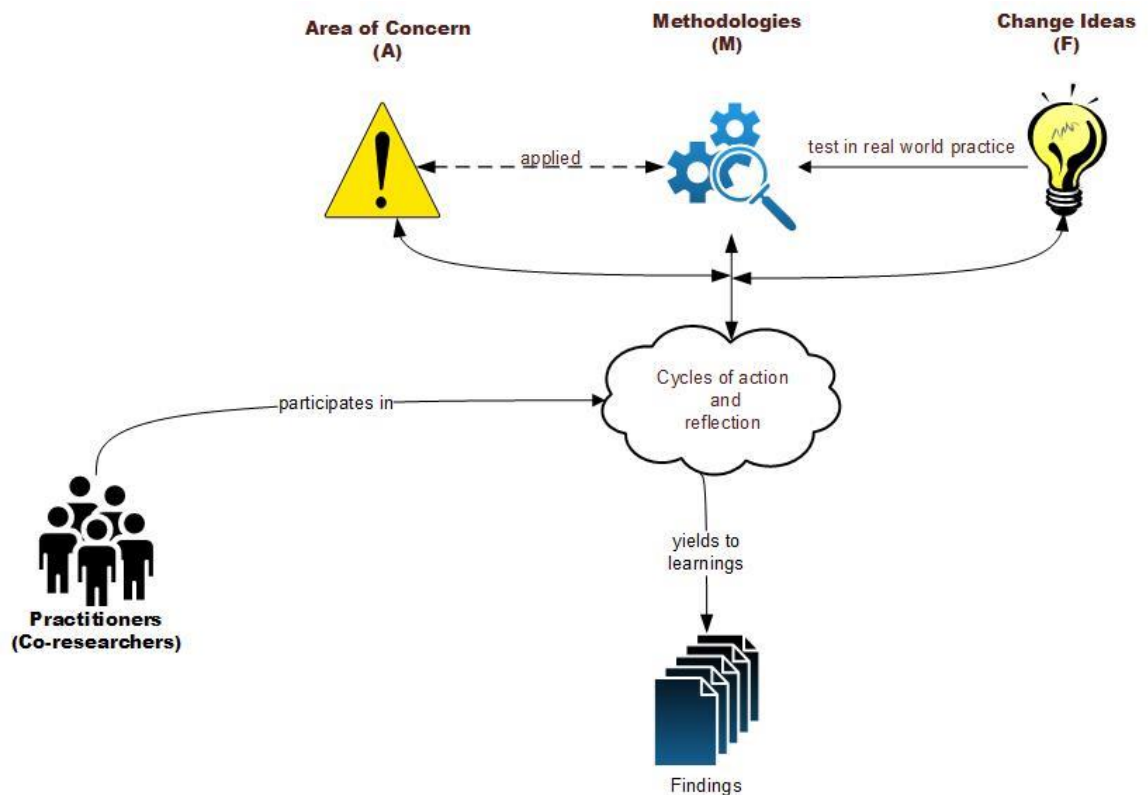 Area of Concern
(A)
Methodologies
(M)
Change Ideas
(F)
applied
test in real world practice
Cycles of action
and
reflection
participates in
yields to
learnings
Practitioners
(Co-researchers)
Findings